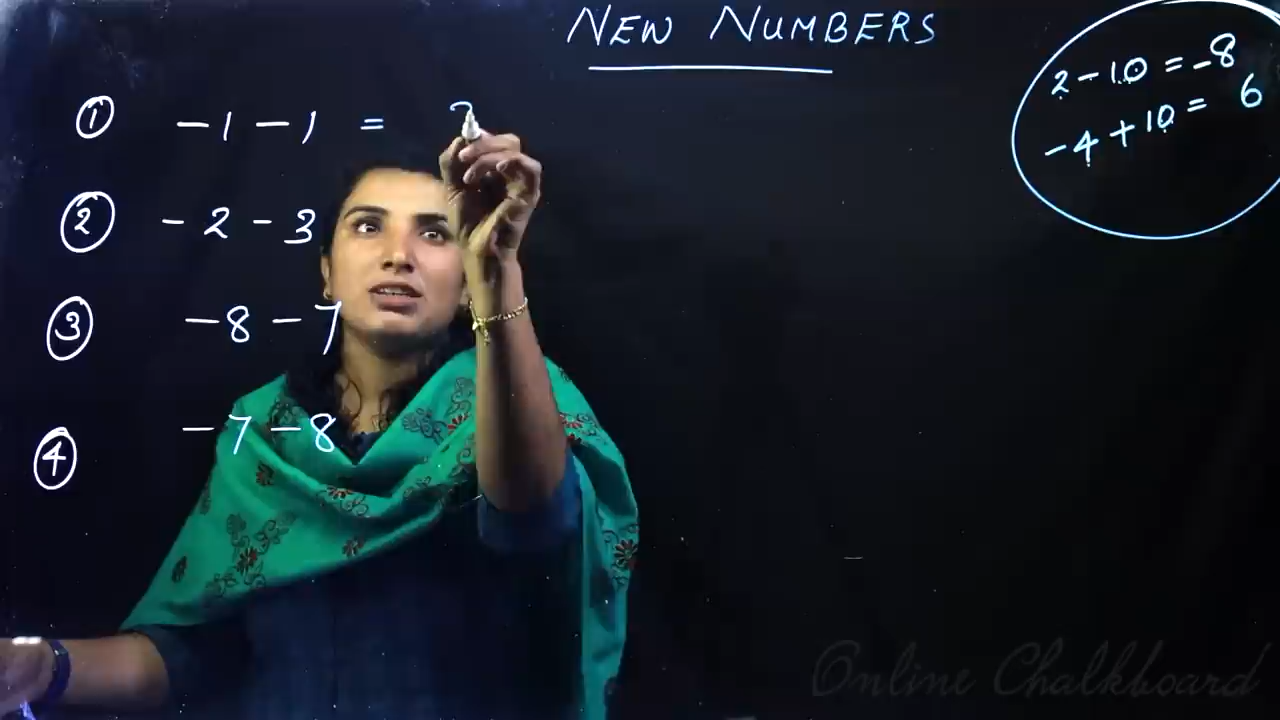 NEW NUMBERS
2 - 10 = -8
-4 + 10 = 6
① -1 -1 =
② -2 -3
③ -8 -7
④ -7 -8
Online Chalkboard